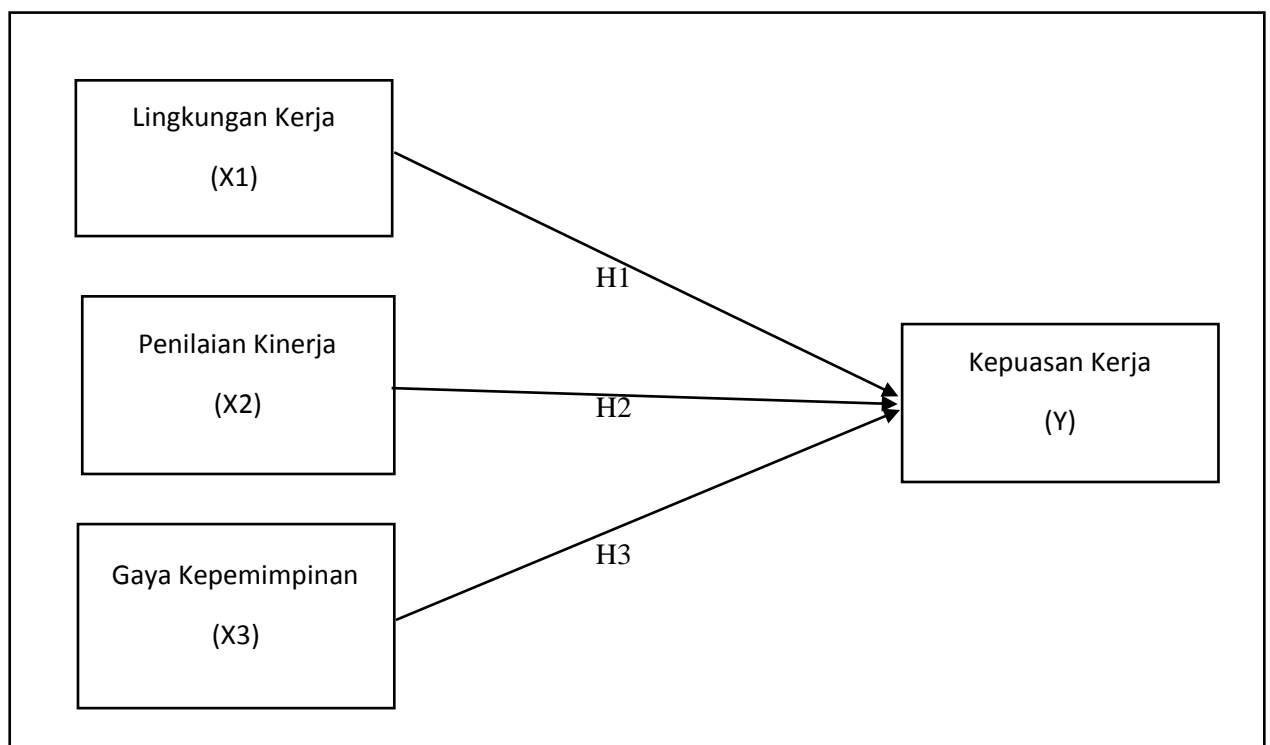 Lingkungan Kerja
(X1)
H1
Penilaian Kinerja
(X2)
H2
Kepuasan Kerja
(Y)
Gaya Kepemimpinan
(X3)
H3